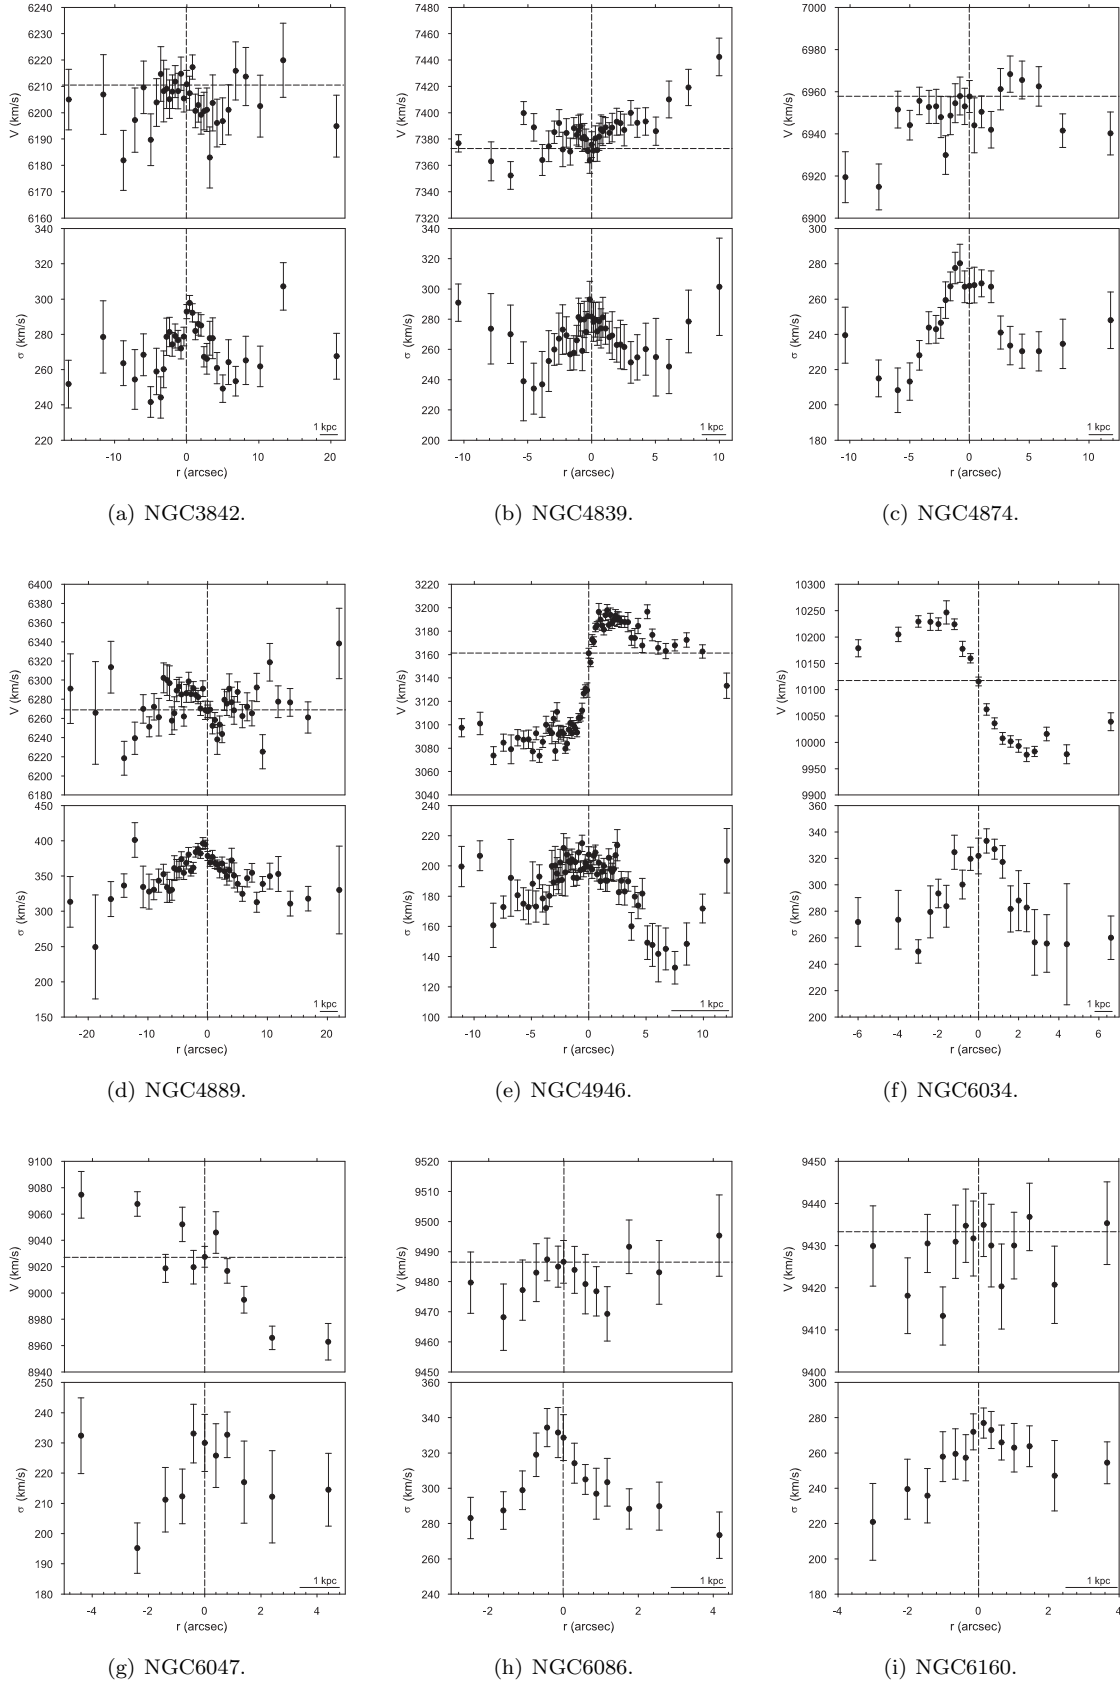 6240
6230
6220
6210
6200
6190
6180
6170
6160
V (km/s)
340
320
300
280
260
240
220
σ (km/s)
1 kpc
-10 0 10 20
r (arcsec)
(a) NGC3842.
7480
7460
7440
7420
7400
7380
7360
7340
7320
V (km/s)
340
320
300
280
260
240
220
200
σ (km/s)
1 kpc
-10 -5 0 5 10
r (arcsec)
(b) NGC4839.
7000
6980
6960
6940
6920
6900
V (km/s)
300
280
260
240
220
200
180
σ (km/s)
1 kpc
-10 -5 0 5 10
r (arcsec)
(c) NGC4874.
6400
6380
6360
6340
6320
6300
6280
6260
6240
6220
6200
6180
V (km/s)
450
400
350
300
250
200
150
σ (km/s)
1 kpc
-20 -10 0 10 20
r (arcsec)
(d) NGC4889.
3220
3200
3180
3160
3140
3120
3100
3080
3060
3040
V (km/s)
240
220
200
180
160
140
120
100
σ (km/s)
1 kpc
-10 -5 0 5 10
r (arcsec)
(e) NGC4946.
10300
10250
10200
10150
10100
10050
10000
9950
9900
V (km/s)
360
340
320
300
280
260
240
220
200
σ (km/s)
1 kpc
-6 -4 -2 0 2 4 6
r (arcsec)
(f) NGC6034.
9100
9080
9060
9040
9020
9000
8980
8960
8940
V (km/s)
250
240
230
220
210
200
190
180
σ (km/s)
1 kpc
-4 -2 0 2 4
r (arcsec)
(g) NGC6047.
9520
9510
9500
9490
9480
9470
9460
9450
V (km/s)
360
340
320
300
280
260
240
σ (km/s)
1 kpc
-2 0 2 4
r (arcsec)
(h) NGC6086.
9450
9440
9430
9420
9410
9400
V (km/s)
300
280
260
240
220
200
180
σ (km/s)
1 kpc
-4 -2 0 2 4
r (arcsec)
(i) NGC6160.